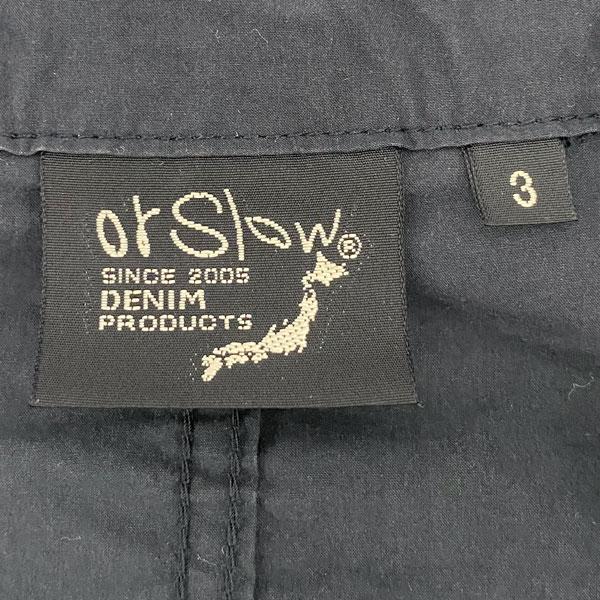 orSlow®
SINCE 2005
DENIM
PRODUCTS
3